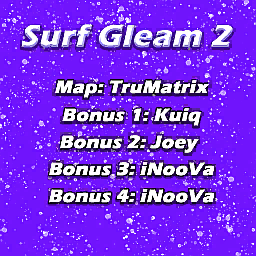 Surf Gleam 2
Map: TruMatrix
Bonus 1: Kuiq
Bonus 2: Joey
Bonus 3: iNooVa
Bonus 4: iNooVa